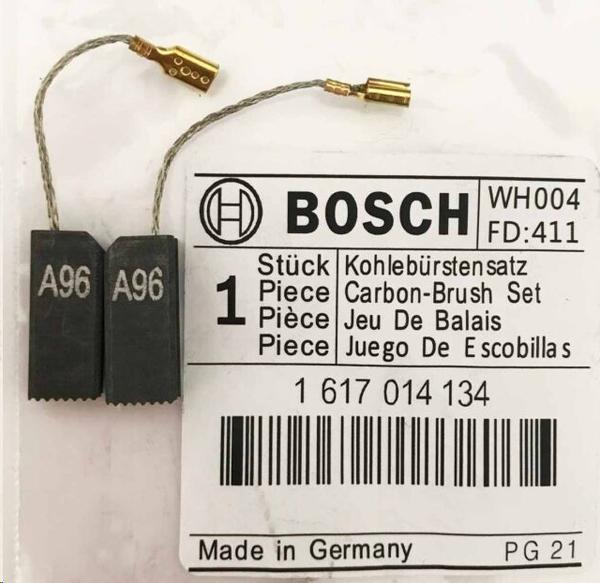 A96 A96
BOSCH
WH004
FD:411
1
Stück Kohlebürstensatz
Piece Carbon-Brush Set
Pièce Jeu De Balais
Piece Juego De Escobillas
1 617 014 134
Made in Germany PG 21